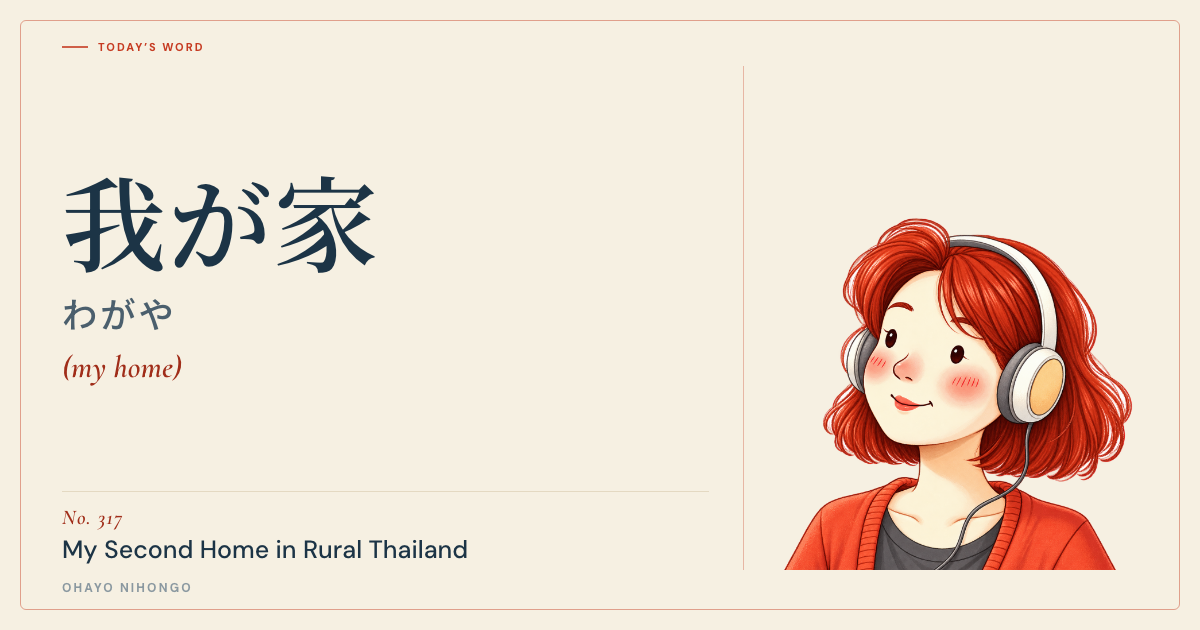 TODAY’S WORD
我が家
わがや
(my home)
No. 317
My Second Home in Rural Thailand
OHAYO NIHONGO